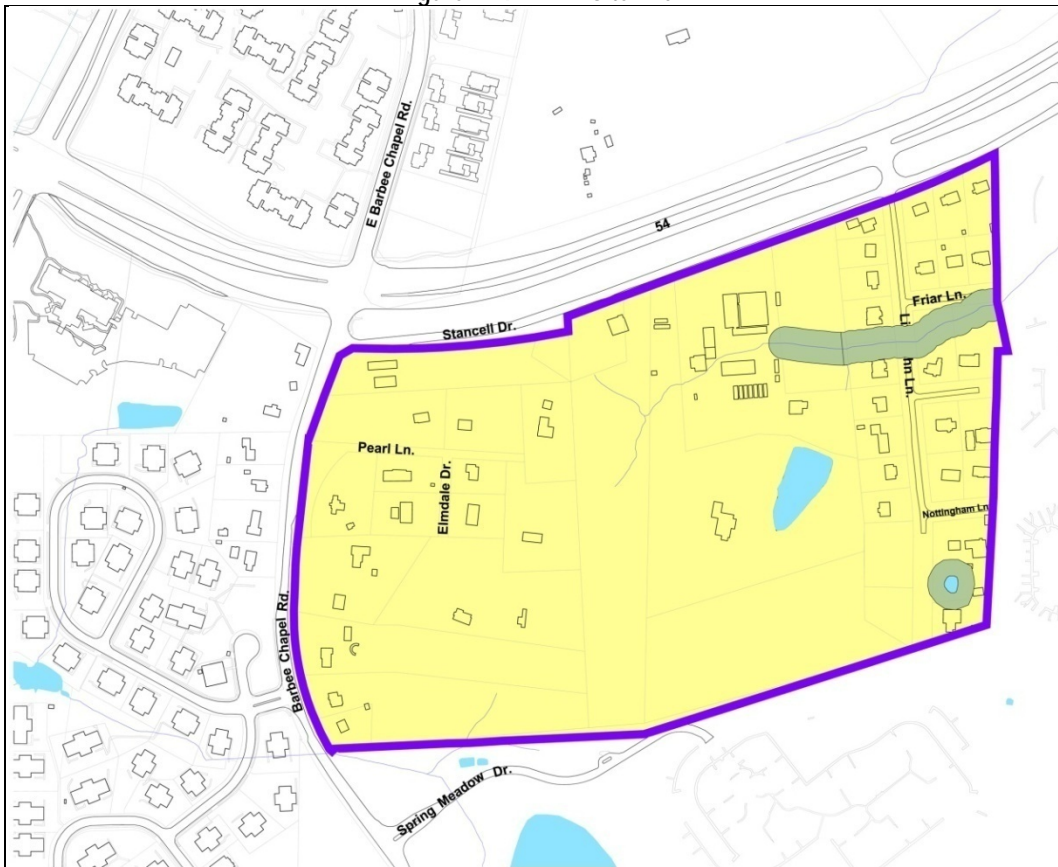 E Barbee Chapel Rd.
54
Stancell Dr.
Friar Ln.
Pearl Ln.
Elmdale Dr.
Nottingham Ln
Barbee Chapel Rd.
Spring Meadow Dr.